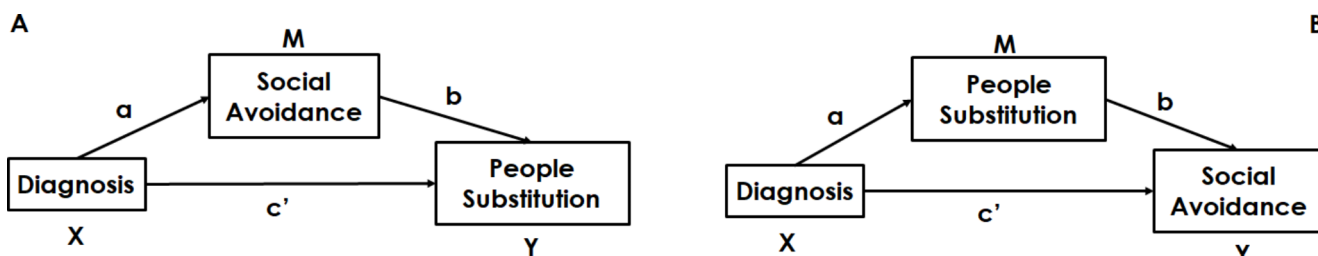 A
M
Social
Avoidance
a
b
Diagnosis
People
Substitution
c’
X
Y
B
M
People
Substitution
a
b
Diagnosis
Social
Avoidance
c’
X
Y